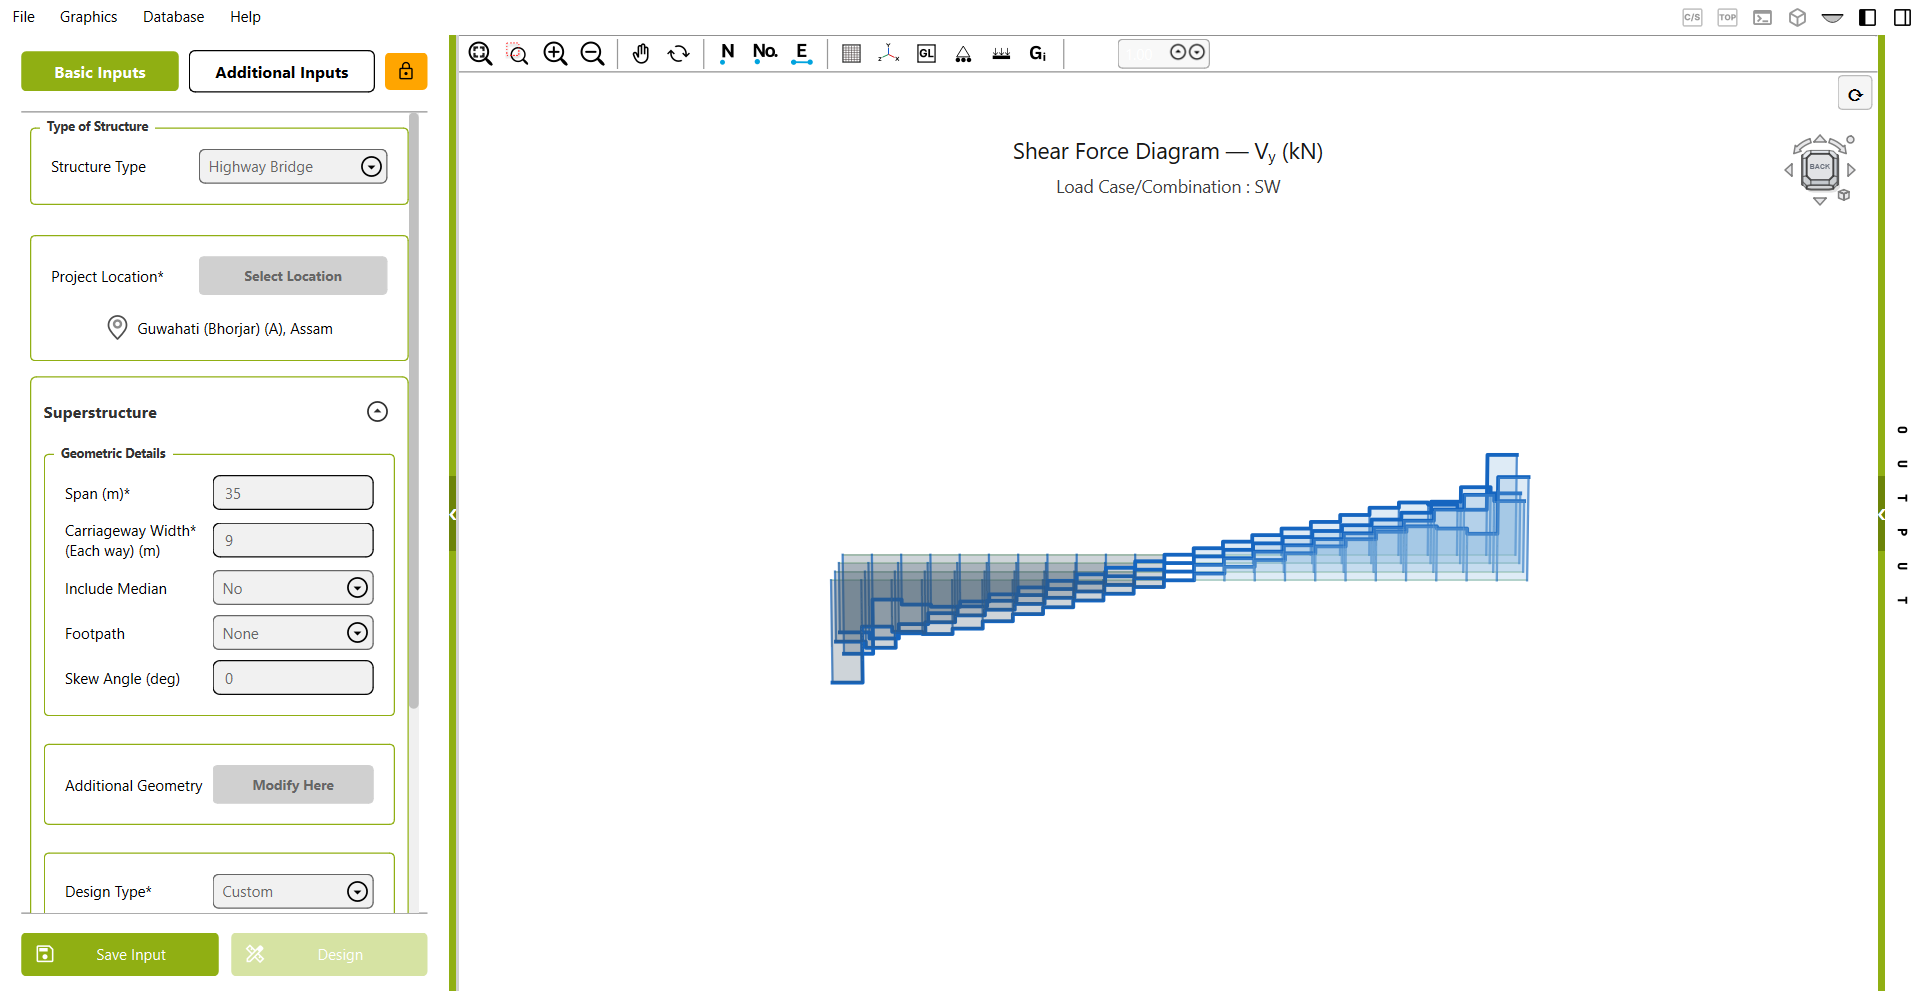 File Graphics Database Help
C/S TOP
Basic Inputs Additional Inputs
N No. E GL Gi
Type of Structure
Structure Type Highway Bridge
Project Location* Select Location
Guwahati (Bhorjar) (A), Assam
Superstructure
Geometric Details
Span (m)* 35
Carriageway Width*
(Each way) (m) 9
Include Median No
Footpath None
Skew Angle (deg) 0
Additional Geometry Modify Here
Design Type* Custom
Save Input Design
Shear Force Diagram — Vy (kN)
Load Case/Combination : SW
BACK
Y
Z X
OUTPUT